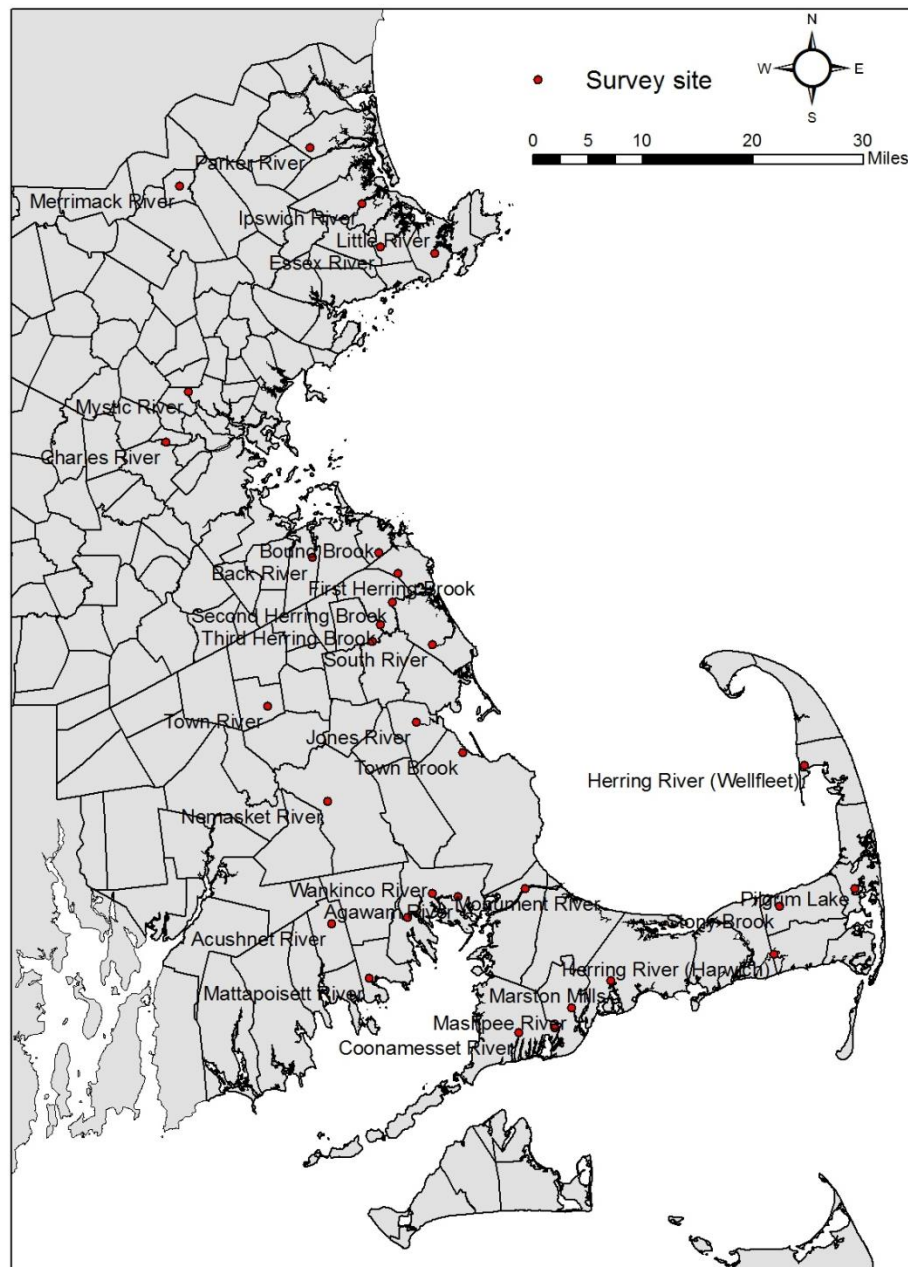 N
W E
S
Survey site
0 5 10 20 30
Miles
Parker River
Merrimack River
Ipswich River
Little River
Essex River
Mystic River
Charles River
Bound Brook
Back River
First Herring Brook
Second Herring Brook
Third Herring Brook
South River
Town River
Jones River
Town Brook
Herring River (Wellfleet)
Nemasket River
Wankinco River
Pilgrim Lake
Monument River
Agawam River
Stony Brook
Acushnet River
Herring River (Harwich)
Mattapoisett River
Marston Mills
Mashpee River
Coonamesset River